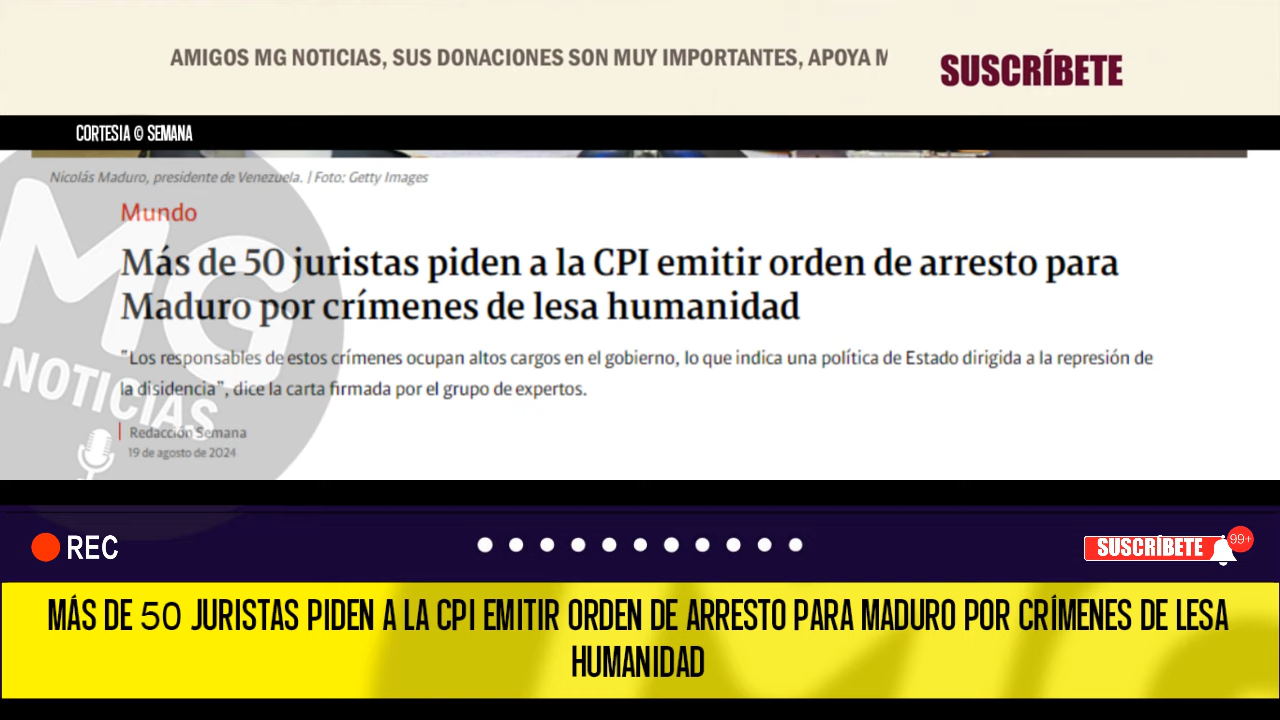 AMIGOS MG NOTICIAS, SUS DONACIONES SON MUY IMPORTANTES, APOYA M
SUSCRÍBETE
CORTESIA © SEMANA
Nicolás Maduro, presidente de Venezuela. | Foto: Getty Images
Mundo
Más de 50 juristas piden a la CPI emitir orden de arresto para
Maduro por crímenes de lesa humanidad
"Los responsables de estos crímenes ocupan altos cargos en el gobierno, lo que indica una política de Estado dirigida a la represión de
la disidencia", dice la carta firmada por el grupo de expertos.
Redacción Semana
19 de agosto de 2024
MG
NOTICIAS
REC
SUSCRÍBETE
99+
MÁS DE 50 JURISTAS PIDEN A LA CPI EMITIR ORDEN DE ARRESTO PARA MADURO POR CRÍMENES DE LESA
HUMANIDAD